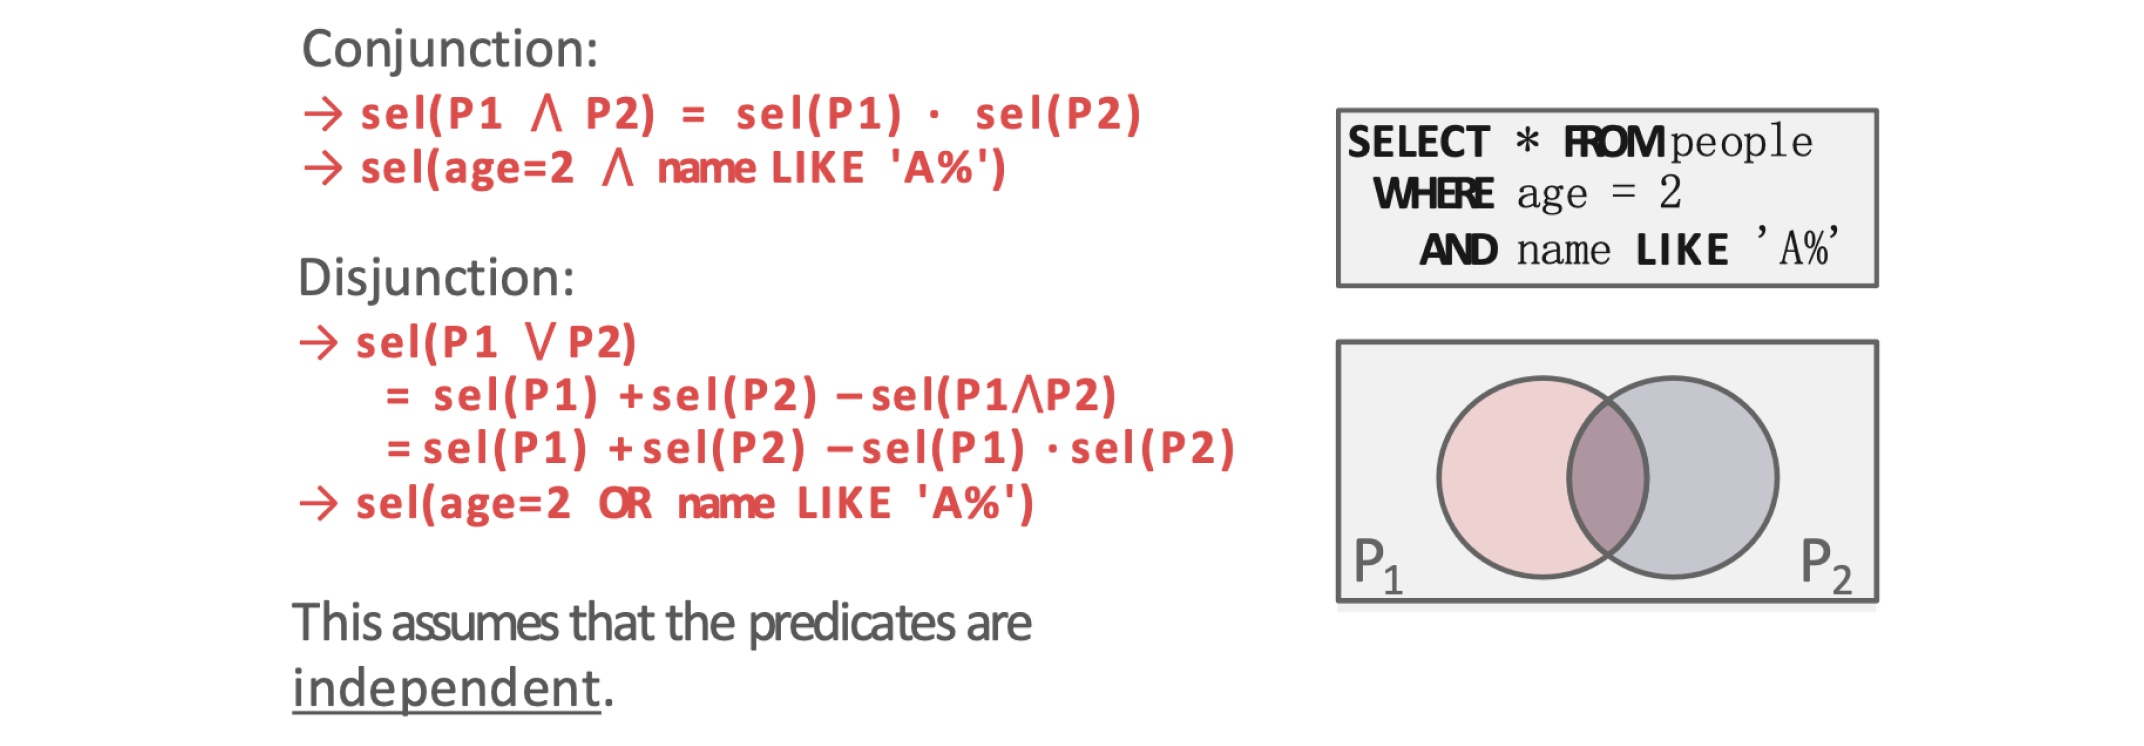 Conjunction:
→ sel(P1 ⋀ P2) = sel(P1) · sel(P2)
→ sel(age=2 ⋀ name LIKE 'A%')
Disjunction:
→ sel(P1 ⋁ P2)
= sel(P1) + sel(P2) – sel(P1⋀P2)
= sel(P1) + sel(P2) – sel(P1) · sel(P2)
→ sel(age=2 OR name LIKE 'A%')
This assumes that the predicates are
independent.
SELECT * FROM people
WHERE age = 2
AND name LIKE ’A%’
P1
P2